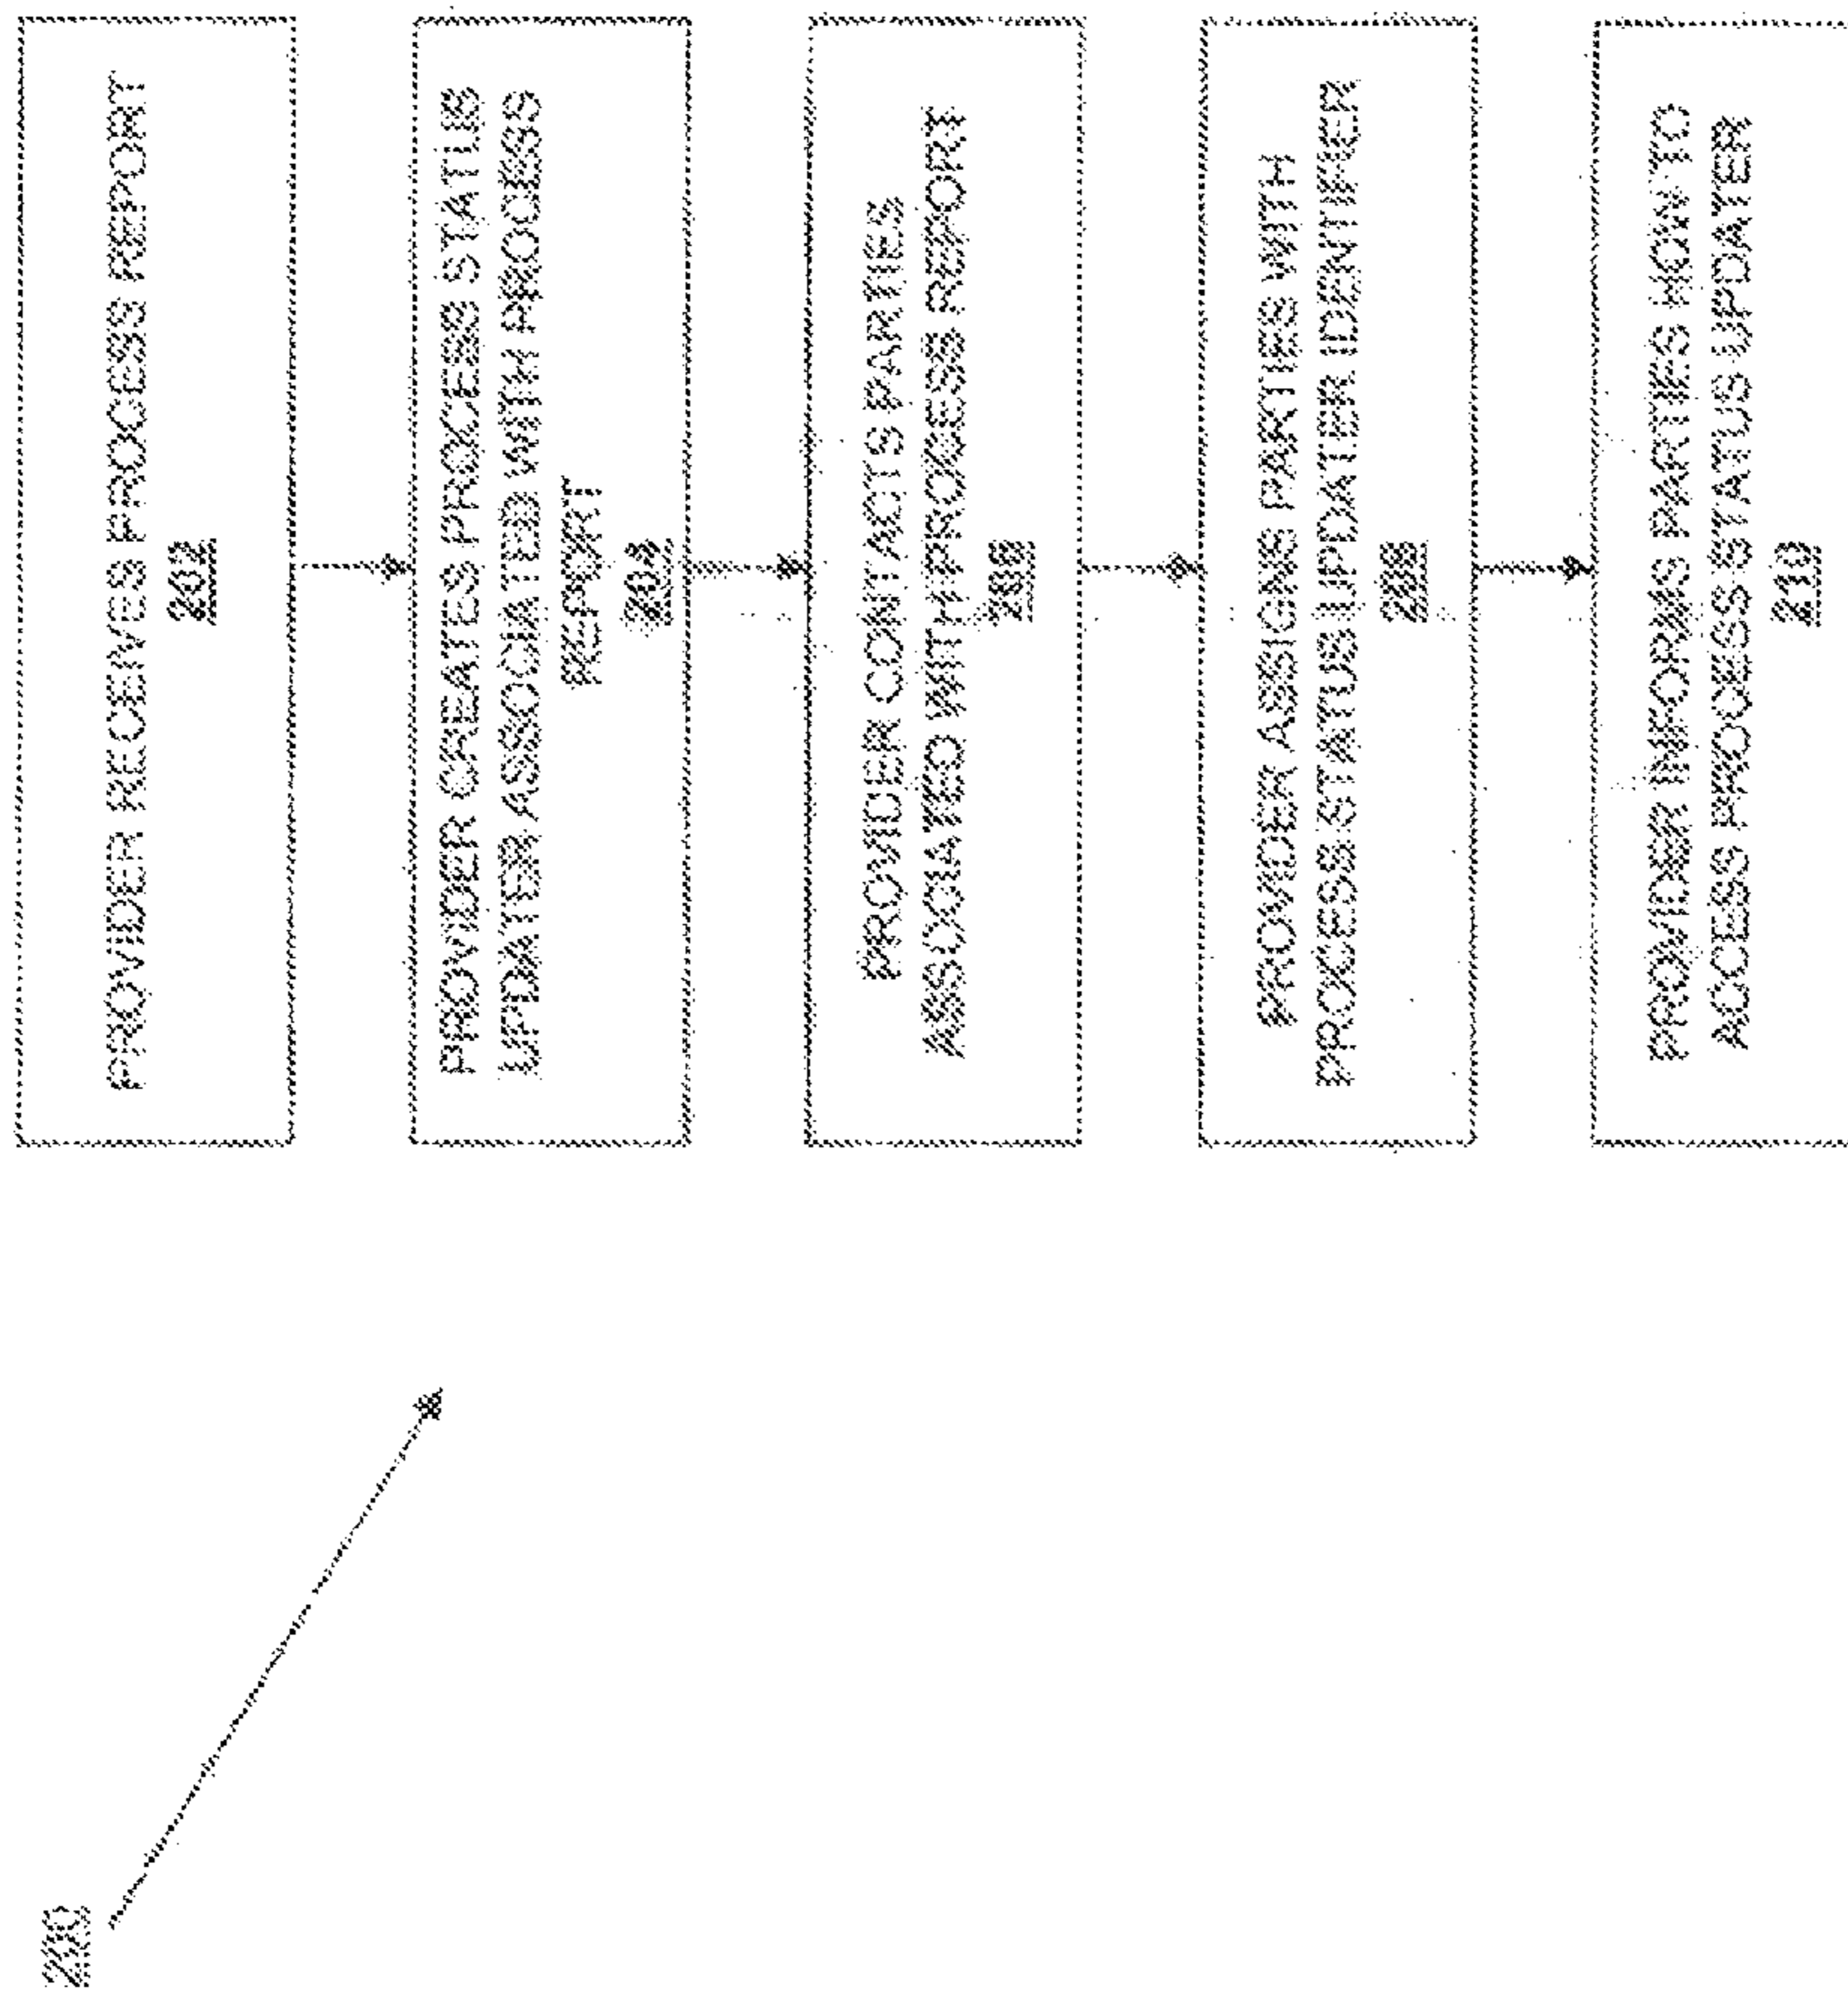 200
PROVIDER RECEIVES PROCESS REPORT
202
PROVIDER CREATES PROCESS STATUS
UPDATER ASSOCIATED WITH PROCESS
REPORT
204
PROVIDER CONTACTS PARTIES
ASSOCIATED WITH PROCESS REPORT
206
PROVIDER ASSIGNS PARTIES WITH
PROCESS STATUS UPDATER IDENTIFIER
208
PROVIDER INFORMS PARTIES HOW TO
ACCESS PROCESS STATUS UPDATER
210